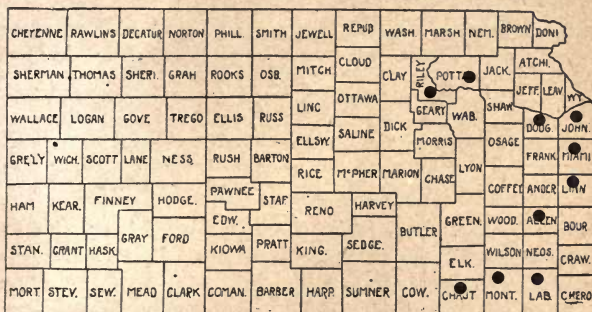 CHEYENNE RAWLINS DECATUR NORTON PHILL. SMITH JEWELL REPUB WASH. MARSH NEM. BROWN DONI
SHERMAN THOMAS SHERI. GRAH ROOKS OSB. MITCH CLOUD CLAY RILEY POTT. JACK. ATCHI.
JEFF. LEAV WY.
WALLACE LOGAN GOVE TREGO ELLIS RUSS LINC OTTAWA DICK GEARY WAB. SHAW DOUG. JOHN.
ELLSW. SALINE MORRIS OSAGE FRANK. MIAMI
GRE'LY WICH. SCOTT LANE NESS. RUSH BARTON RICE McPHER MARION CHASE LYON COFFEY ANDER LINN
HAM KEAR. FINNEY HODGE. PAWNEE STAF. RENO HARVEY BUTLER GREEN. WOOD. ALLEN BOUR
EDW.
STAN. GRANT HASK. GRAY FORD KIOWA PRATT KING. SEDGE. ELK. WILSON NEOS. CRAW.
MORT. STEV. SEW. MEAD CLARK COMAN. BARBER HARP. SUMNER COW. CHAUT MONT. LAB. CHERO